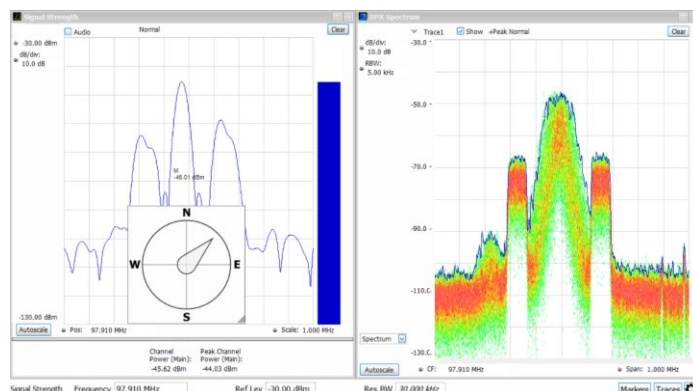 Signal Strength
Audio
Normal
Clear
-30.00 dBm
dB/div:
10.0 dB
M
-46.01 dBm
N
W
E
S
-130.00 dBm
Autoscale
Pos: 97.910 MHz
Scale: 1.000 MHz
Channel
Power (Main):
-45.62 dBm
Peak Channel
Power (Main):
-44.03 dBm
DPX Spectrum
Trace1
Show
+Peak Normal
Clear
dB/div:
10.0 dB
RBW:
5.00 kHz
-30.0
-50.0
-70.0
-90.0
-110.0
-130.0
Spectrum
Autoscale
CF: 97.910 MHz
Span: 1.000 MHz
Signal Strength
Frequency 97.910 MHz
Ref Lev -30.00 dBm
Res BW 30.000 kHz
Markers
Traces